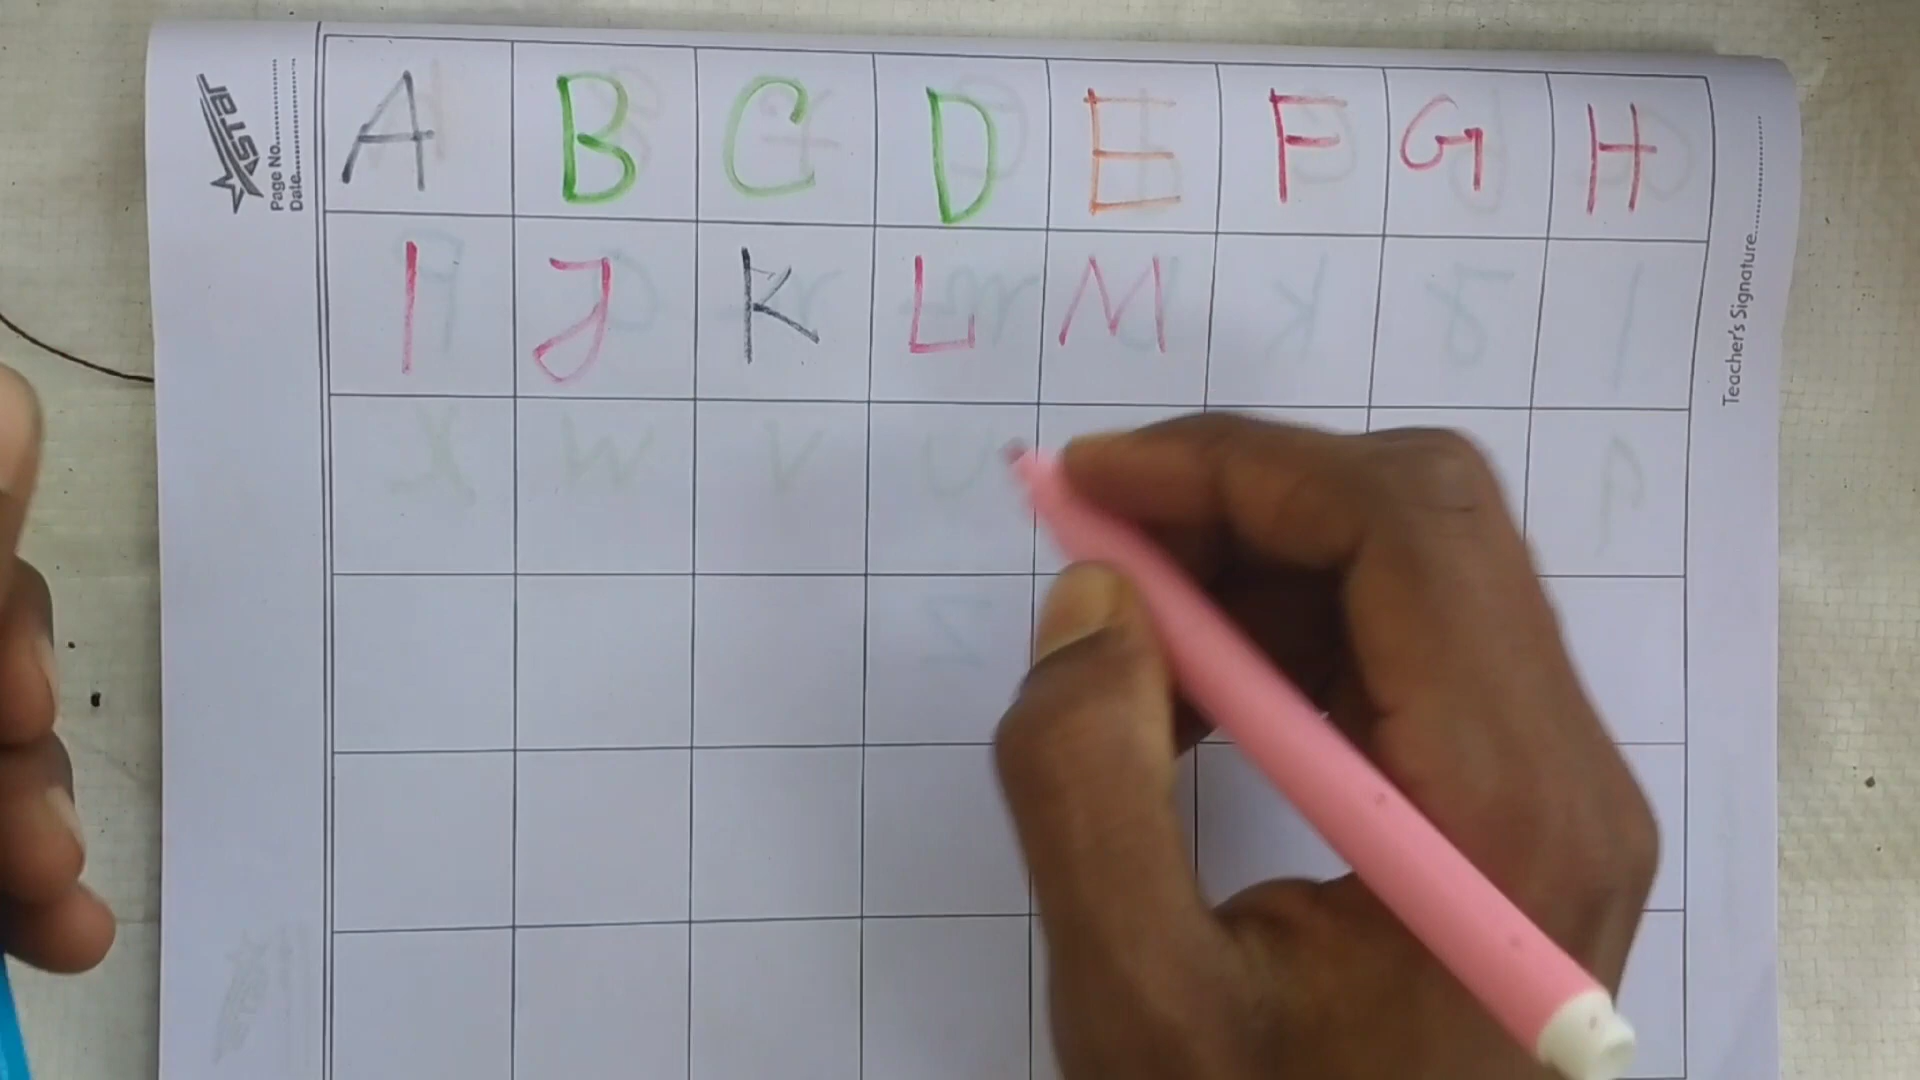 A B C D E F G H
I J K L M
STar
Page No..............
Date..................
Teacher's Signature..................